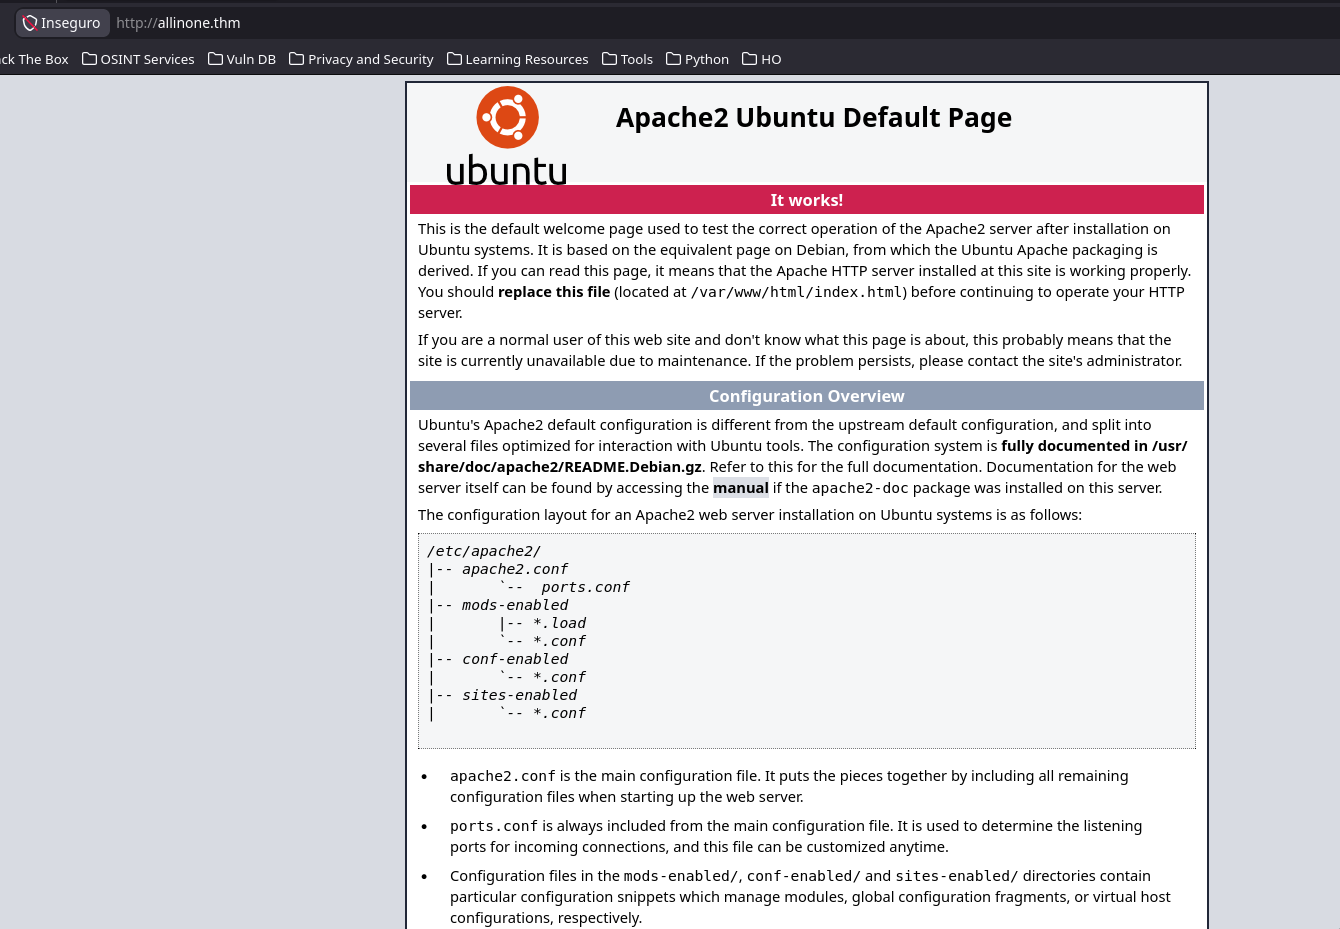 Inseguro http://allinone.thm
ck The Box OSINT Services Vuln DB Privacy and Security Learning Resources Tools Python HO
ubuntu
Apache2 Ubuntu Default Page
It works!
This is the default welcome page used to test the correct operation of the Apache2 server after installation on
Ubuntu systems. It is based on the equivalent page on Debian, from which the Ubuntu Apache packaging is
derived. If you can read this page, it means that the Apache HTTP server installed at this site is working properly.
You should replace this file (located at /var/www/html/index.html) before continuing to operate your HTTP
server.
If you are a normal user of this web site and don't know what this page is about, this probably means that the
site is currently unavailable due to maintenance. If the problem persists, please contact the site's administrator.
Configuration Overview
Ubuntu's Apache2 default configuration is different from the upstream default configuration, and split into
several files optimized for interaction with Ubuntu tools. The configuration system is fully documented in /usr/
share/doc/apache2/README.Debian.gz. Refer to this for the full documentation. Documentation for the web
server itself can be found by accessing the manual if the apache2-doc package was installed on this server.
The configuration layout for an Apache2 web server installation on Ubuntu systems is as follows:
/etc/apache2/
|-- apache2.conf
|       `--  ports.conf
|-- mods-enabled
|       |-- *.load
|       `-- *.conf
|-- conf-enabled
|       `-- *.conf
|-- sites-enabled
|       `-- *.conf
• apache2.conf is the main configuration file. It puts the pieces together by including all remaining
configuration files when starting up the web server.
• ports.conf is always included from the main configuration file. It is used to determine the listening
ports for incoming connections, and this file can be customized anytime.
• Configuration files in the mods-enabled/, conf-enabled/ and sites-enabled/ directories contain
particular configuration snippets which manage modules, global configuration fragments, or virtual host
configurations, respectively.